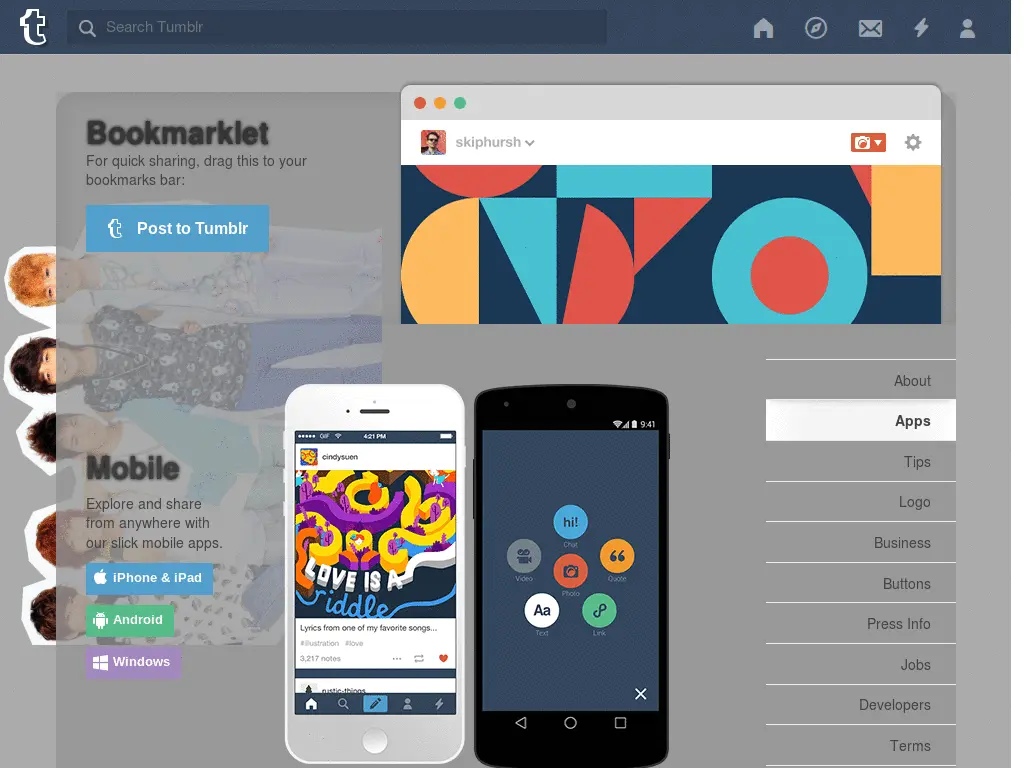 Search Tumblr
Bookmarklet
For quick sharing, drag this to your
bookmarks bar:
Post to Tumblr
skiphursh
Mobile
Explore and share
from anywhere with
our slick mobile apps.
iPhone & iPad
Android
Windows
GIF
4:21 PM
cindysuen
LOVE IS A
riddle
Lyrics from one of my favorite songs...
#illustration #love
3,217 notes
rustic-things
9:41
hi!
Chat
Video
Photo
Quote
Aa
Text
Link
About
Apps
Tips
Logo
Business
Buttons
Press Info
Jobs
Developers
Terms